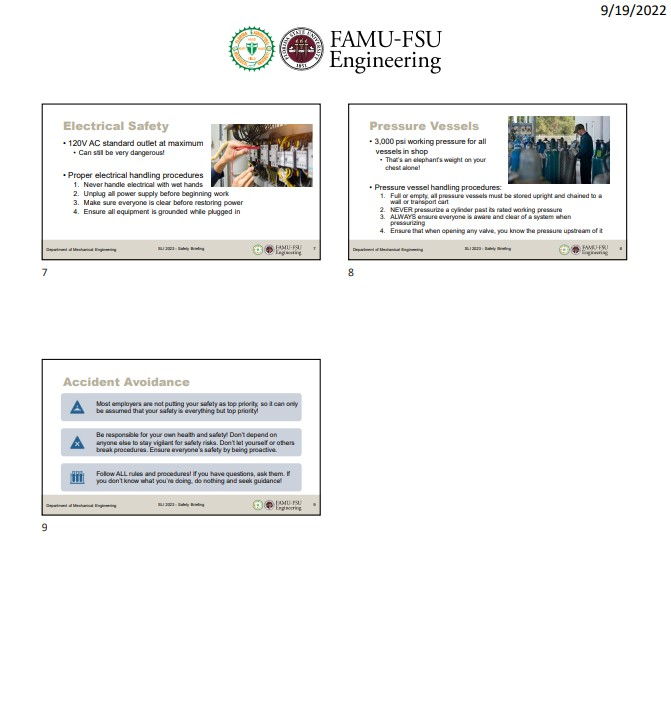 9/19/2022
FAMU-FSU
Engineering
Electrical Safety
• 120V AC standard outlet at maximum
• Can still be very dangerous!
• Proper electrical handling procedures
1. Never handle electrical with wet hands
2. Unplug all power supply before beginning work
3. Make sure everyone is clear before restoring power
4. Ensure all equipment is grounded while plugged in
Department of Mechanical Engineering
SLI 2023 - Safety Briefing
FAMU-FSU
Engineering
7
7
Pressure Vessels
• 3,000 psi working pressure for all
vessels in shop
• That's an elephant's weight on your
chest alone!
• Pressure vessel handling procedures:
1. Full or empty, all pressure vessels must be stored upright and chained to a
wall or transport cart
2. NEVER pressurize a cylinder past its rated working pressure
3. ALWAYS ensure everyone is aware and clear of a system when
pressurizing
4. Ensure that when opening any valve, you know the pressure upstream of it
Department of Mechanical Engineering
SLI 2023 - Safety Briefing
FAMU-FSU
Engineering
8
8
Accident Avoidance
Most employers are not putting your safety as top priority, so it can only
be assumed that your safety is everything but top priority!
Be responsible for your own health and safety! Don't depend on
anyone else to stay vigilant for safety risks. Don't let yourself or others
break procedures. Ensure everyone's safety by being proactive.
Follow ALL rules and procedures! If you have questions, ask them. If
you don't know what you're doing, do nothing and seek guidance!
Department of Mechanical Engineering
SLI 2023 - Safety Briefing
FAMU-FSU
Engineering
9
9